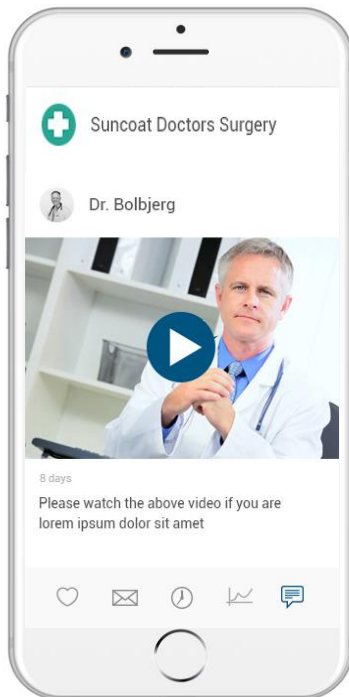 Suncoat Doctors Surgery
Dr. Bolbjerg
8 days
Please watch the above video if you are
lorem ipsum dolor sit amet